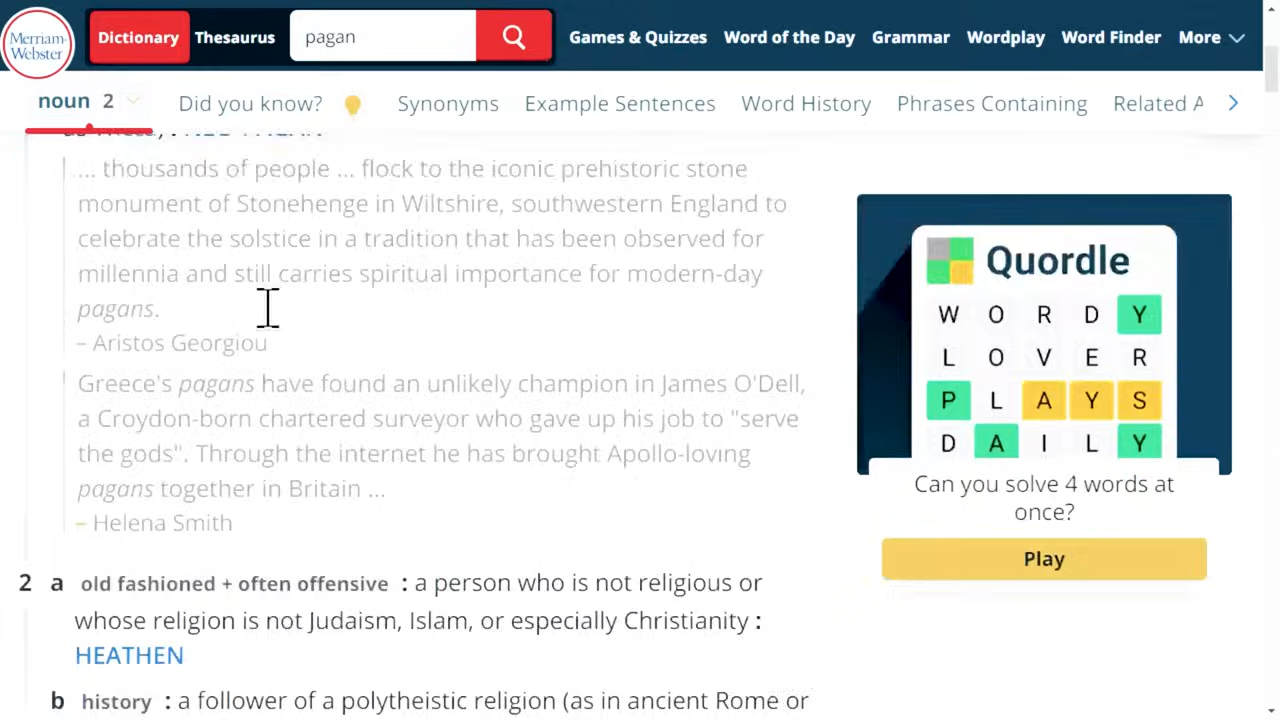 Merriam-
Webster
Dictionary
Thesaurus
pagan
Games & Quizzes
Word of the Day
Grammar
Wordplay
Word Finder
More
noun 2
Did you know?
Synonyms
Example Sentences
Word History
Phrases Containing
Related A
... thousands of people ... flock to the iconic prehistoric stone
monument of Stonehenge in Wiltshire, southwestern England to
celebrate the solstice in a tradition that has been observed for
millennia and still carries spiritual importance for modern-day
pagans.
– Aristos Georgiou
Greece's pagans have found an unlikely champion in James O'Dell,
a Croydon-born chartered surveyor who gave up his job to "serve
the gods". Through the internet he has brought Apollo-loving
pagans together in Britain ...
– Helena Smith
2 a old fashioned + often offensive : a person who is not religious or
whose religion is not Judaism, Islam, or especially Christianity :
HEATHEN
b history : a follower of a polytheistic religion (as in ancient Rome or
Quordle
W O R D Y
L O V E R
P L A Y S
D A I L Y
Can you solve 4 words at
once?
Play